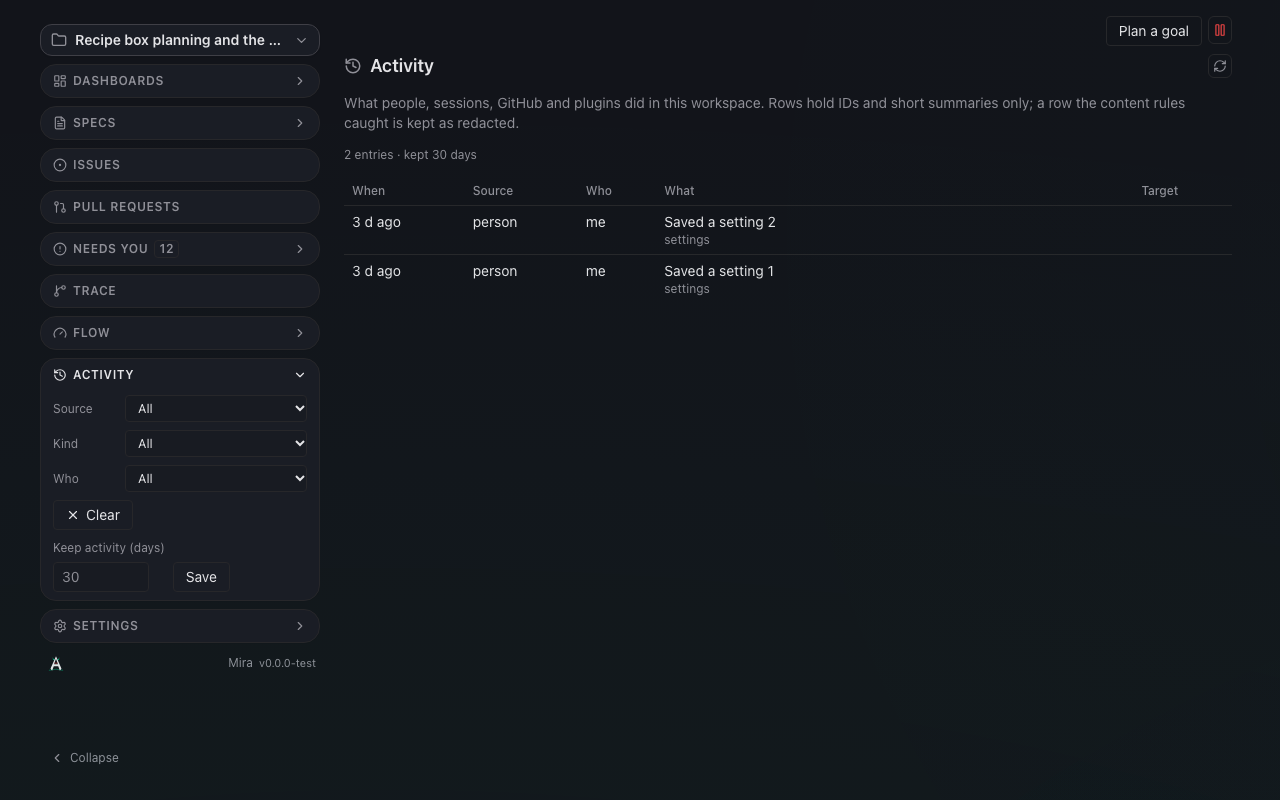 Recipe box planning and the ...
DASHBOARDS
SPECS
ISSUES
PULL REQUESTS
NEEDS YOU 12
TRACE
FLOW
ACTIVITY
Source All
Kind All
Who All
Clear
Keep activity (days)
30 Save
SETTINGS
A Mira v0.0.0-test
Collapse
Plan a goal
Activity
What people, sessions, GitHub and plugins did in this workspace. Rows hold IDs and short summaries only; a row the content rules
caught is kept as redacted.
2 entries · kept 30 days
When Source Who What Target
3 d ago person me Saved a setting 2
settings
3 d ago person me Saved a setting 1
settings